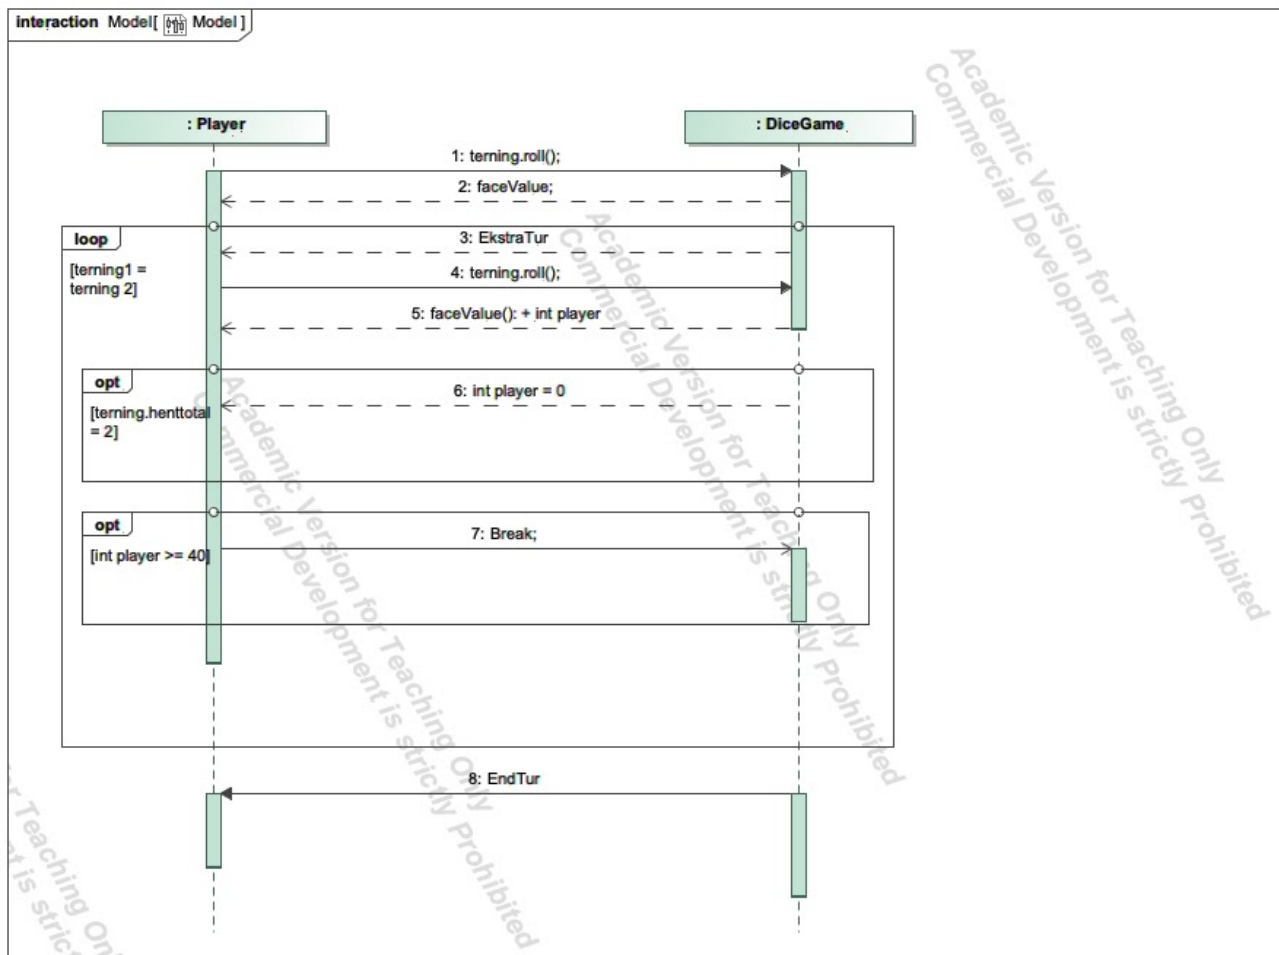 interaction Model[ Model ]
: Player
: DiceGame
1: terning.roll();
2: faceValue;
loop
[terning1 =
terning 2]
3: EkstraTur
4: terning.roll();
5: faceValue(): + int player
opt
[terning.henttotal
= 2]
6: int player = 0
opt
[int player >= 40]
7: Break;
8: EndTur
Academic Version for Teaching Only
Commercial Development is strictly Prohibited
Academic Version for Teaching Only
Commercial Development is strictly Prohibited
Academic Version for Teaching Only
Commercial Development is strictly Prohibited